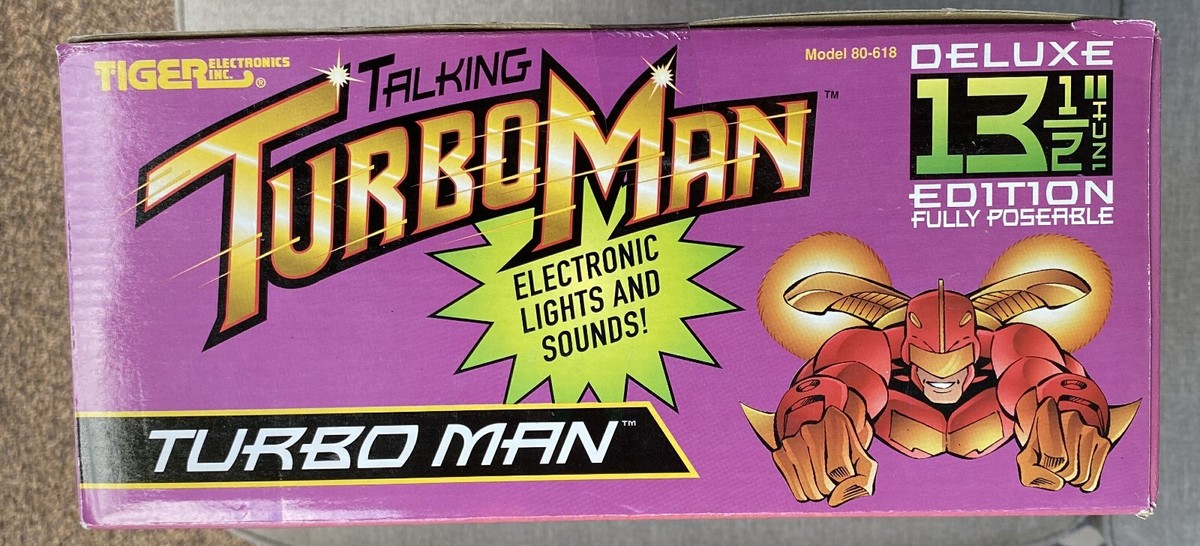 TIGER ELECTRONICS INC.®
TALKING
TURBOMAN™
ELECTRONIC
LIGHTS AND
SOUNDS!
TURBO MAN™
Model 80-618
DELUXE
13 1/2" INCH
EDITION
FULLY POSEABLE